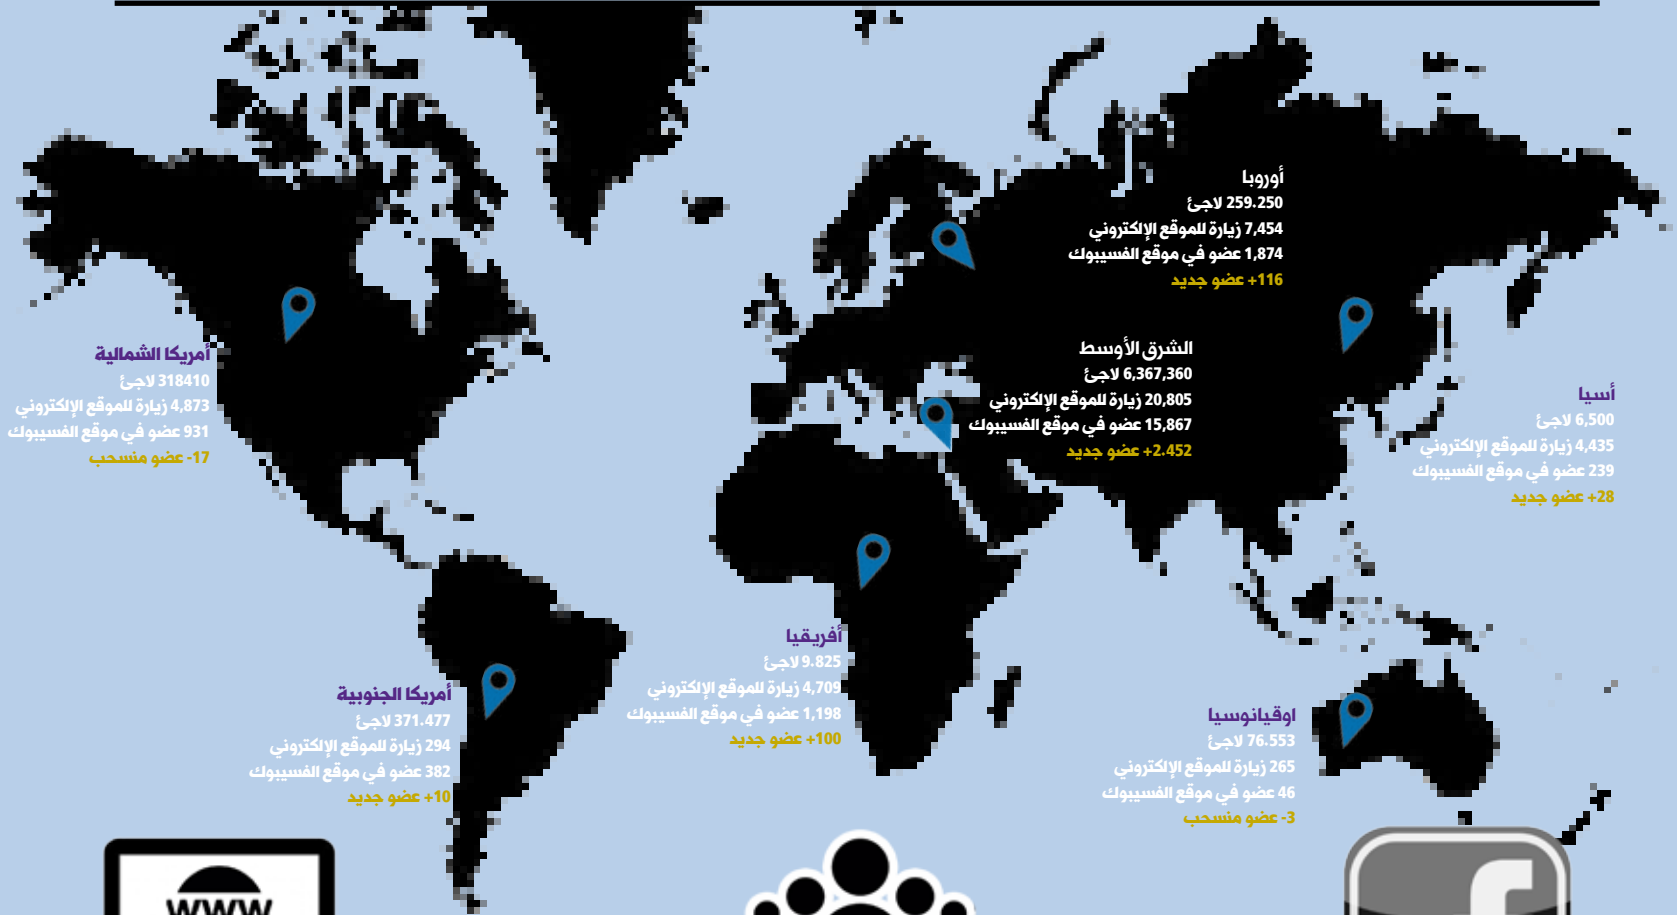 أوروبا
259.250 لاجئ
7,454 زيارة للموقع الإلكتروني
1,874 عضو في موقع الفسيبوك
+116 عضو جديد
الشرق الأوسط
6,367,360 لاجئ
20,805 زيارة للموقع الإلكتروني
15,867 عضو في موقع الفسيبوك
+2.452 عضو جديد
أمريكا الشمالية
318410 لاجئ
4,873 زيارة للموقع الإلكتروني
931 عضو في موقع الفسيبوك
-17 عضو منسحب
أسيا
6,500 لاجئ
4,435 زيارة للموقع الإلكتروني
239 عضو في موقع الفسيبوك
+28 عضو جديد
أفريقيا
9.825 لاجئ
4,709 زيارة للموقع الإلكتروني
1,198 عضو في موقع الفسيبوك
+100 عضو جديد
أمريكا الجنوبية
371.477 لاجئ
294 زيارة للموقع الإلكتروني
382 عضو في موقع الفسيبوك
+10 عضو جديد
اوقيانوسيا
76.553 لاجئ
265 زيارة للموقع الإلكتروني
46 عضو في موقع الفسيبوك
-3 عضو منسحب
www
f